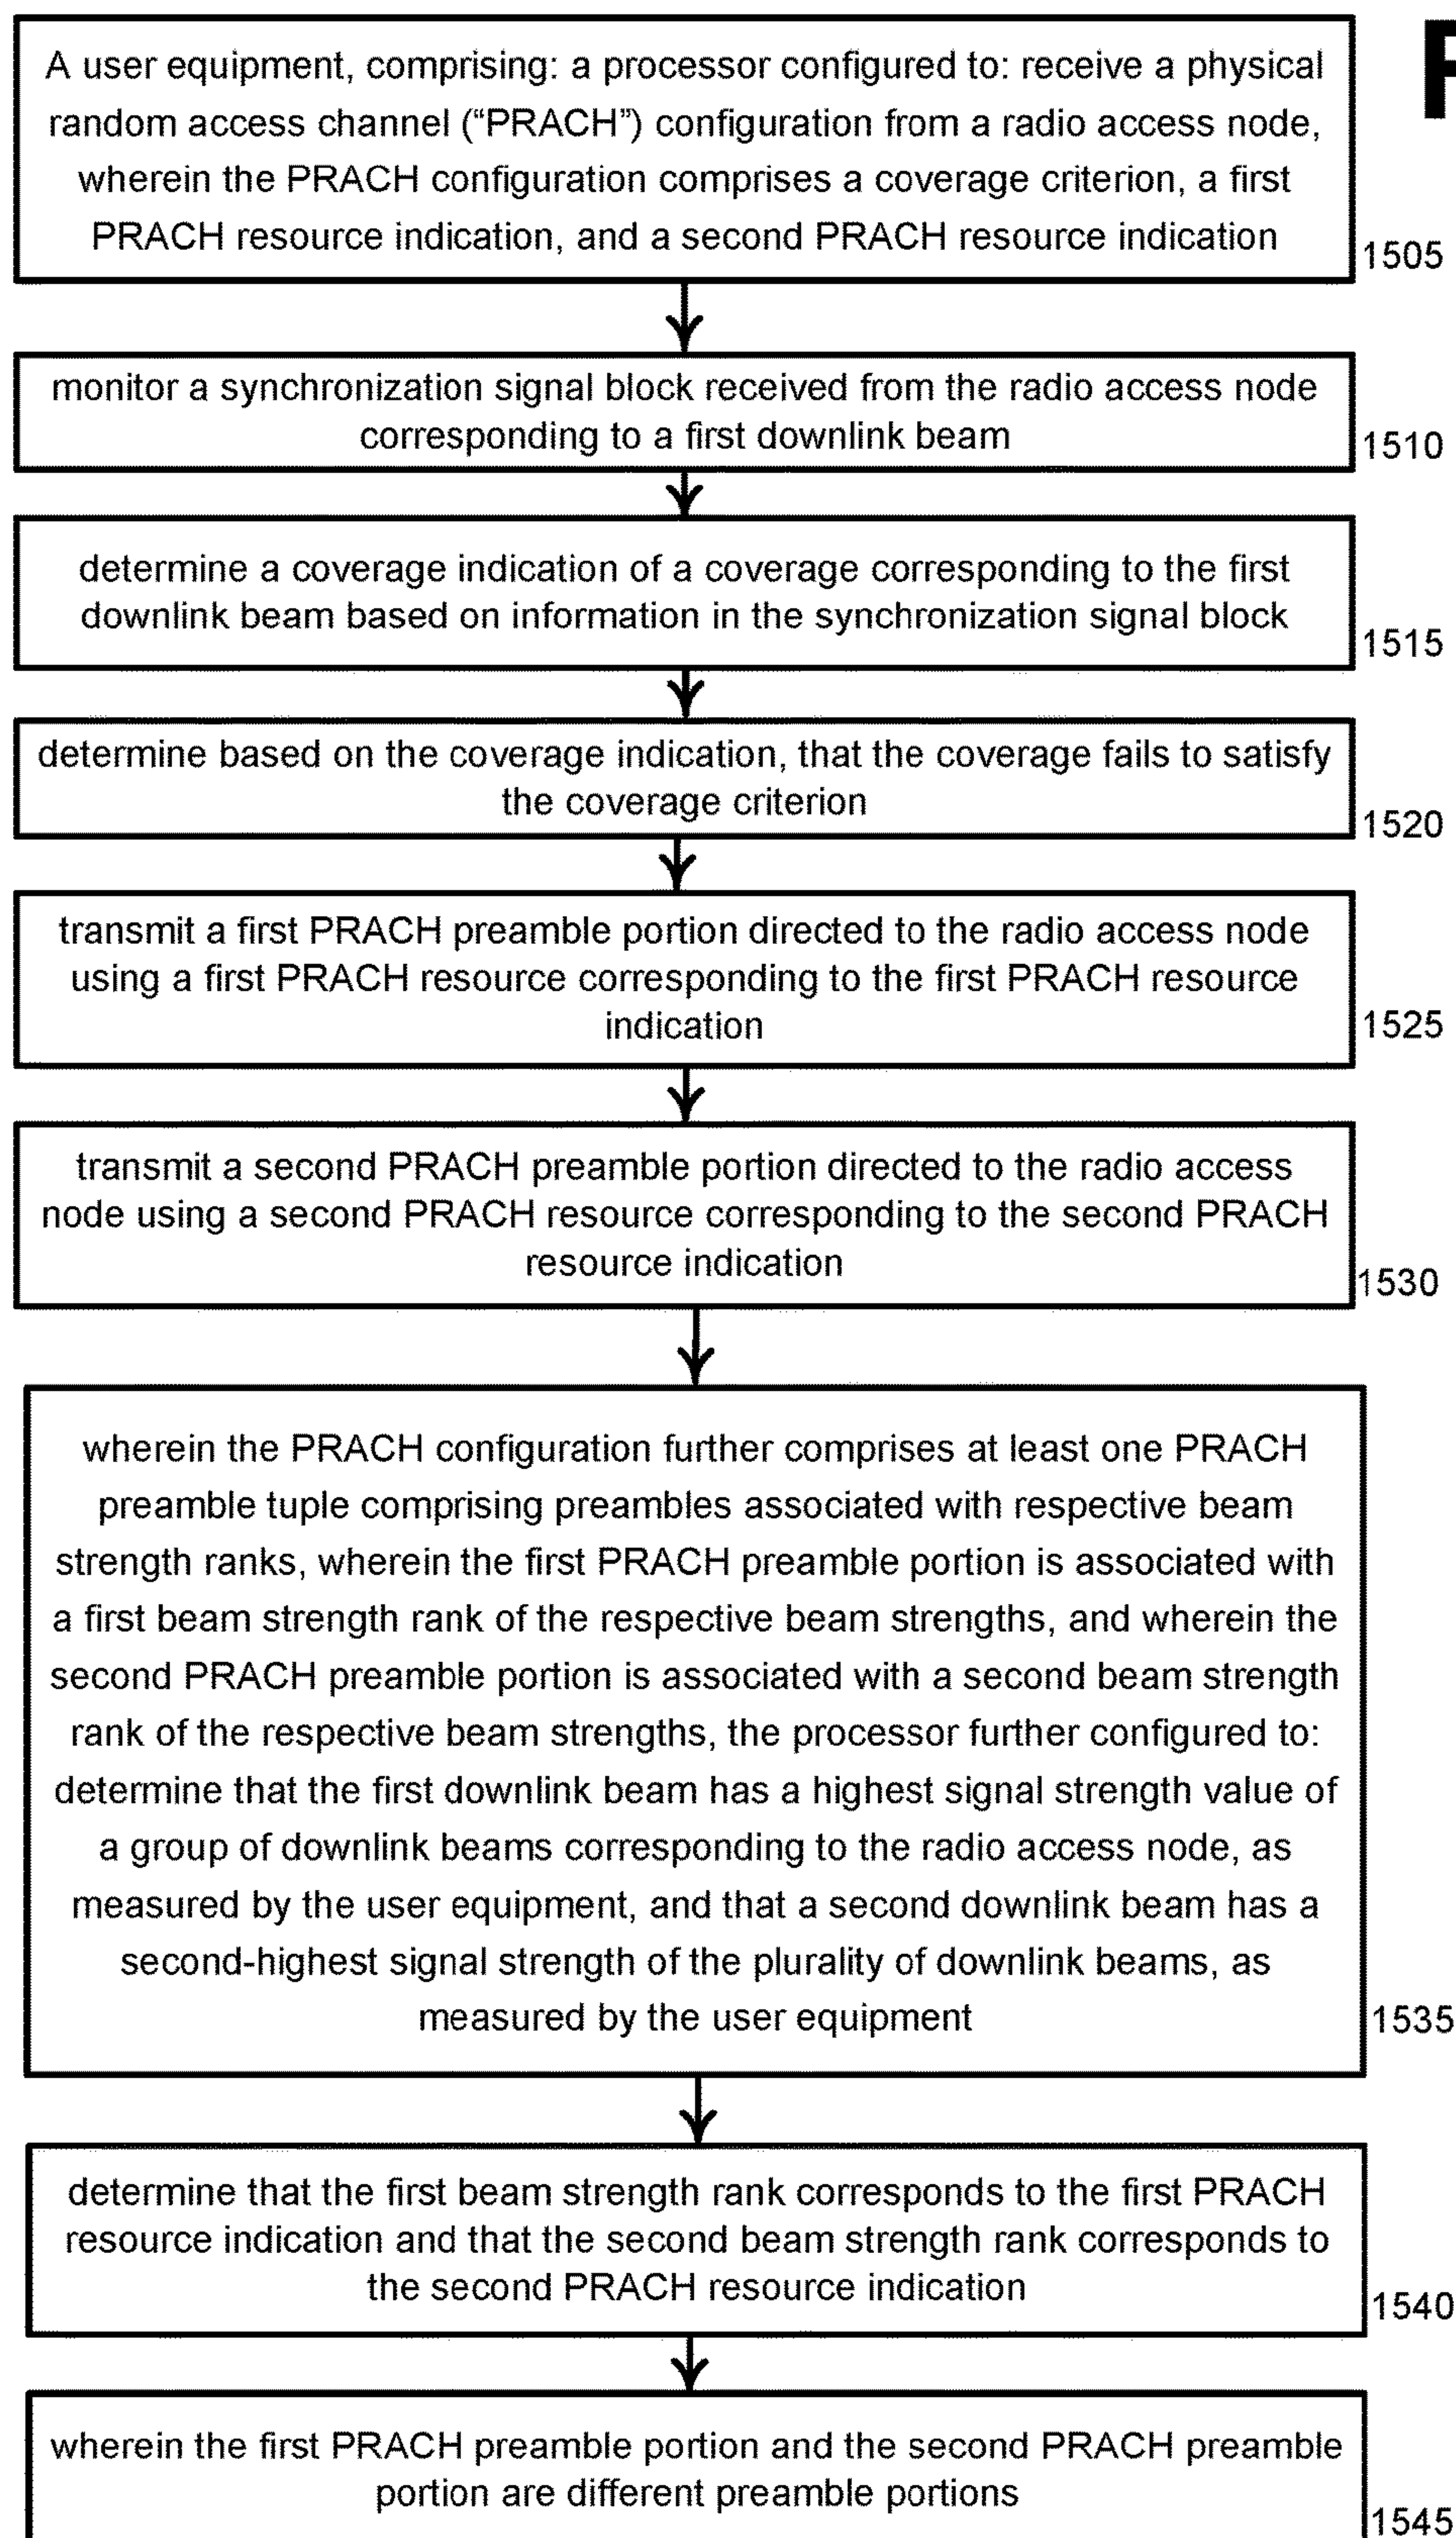 A user equipment, comprising: a processor configured to: receive a physical
random access channel (“PRACH”) configuration from a radio access node,
wherein the PRACH configuration comprises a coverage criterion, a first
PRACH resource indication, and a second PRACH resource indication
1505
monitor a synchronization signal block received from the radio access node
corresponding to a first downlink beam
1510
determine a coverage indication of a coverage corresponding to the first
downlink beam based on information in the synchronization signal block
1515
determine based on the coverage indication, that the coverage fails to satisfy
the coverage criterion
1520
transmit a first PRACH preamble portion directed to the radio access node
using a first PRACH resource corresponding to the first PRACH resource
indication
1525
transmit a second PRACH preamble portion directed to the radio access
node using a second PRACH resource corresponding to the second PRACH
resource indication
1530
wherein the PRACH configuration further comprises at least one PRACH
preamble tuple comprising preambles associated with respective beam
strength ranks, wherein the first PRACH preamble portion is associated with
a first beam strength rank of the respective beam strengths, and wherein the
second PRACH preamble portion is associated with a second beam strength
rank of the respective beam strengths, the processor further configured to:
determine that the first downlink beam has a highest signal strength value of
a group of downlink beams corresponding to the radio access node, as
measured by the user equipment, and that a second downlink beam has a
second-highest signal strength of the plurality of downlink beams, as
measured by the user equipment
1535
determine that the first beam strength rank corresponds to the first PRACH
resource indication and that the second beam strength rank corresponds to
the second PRACH resource indication
1540
wherein the first PRACH preamble portion and the second PRACH preamble
portion are different preamble portions
1545